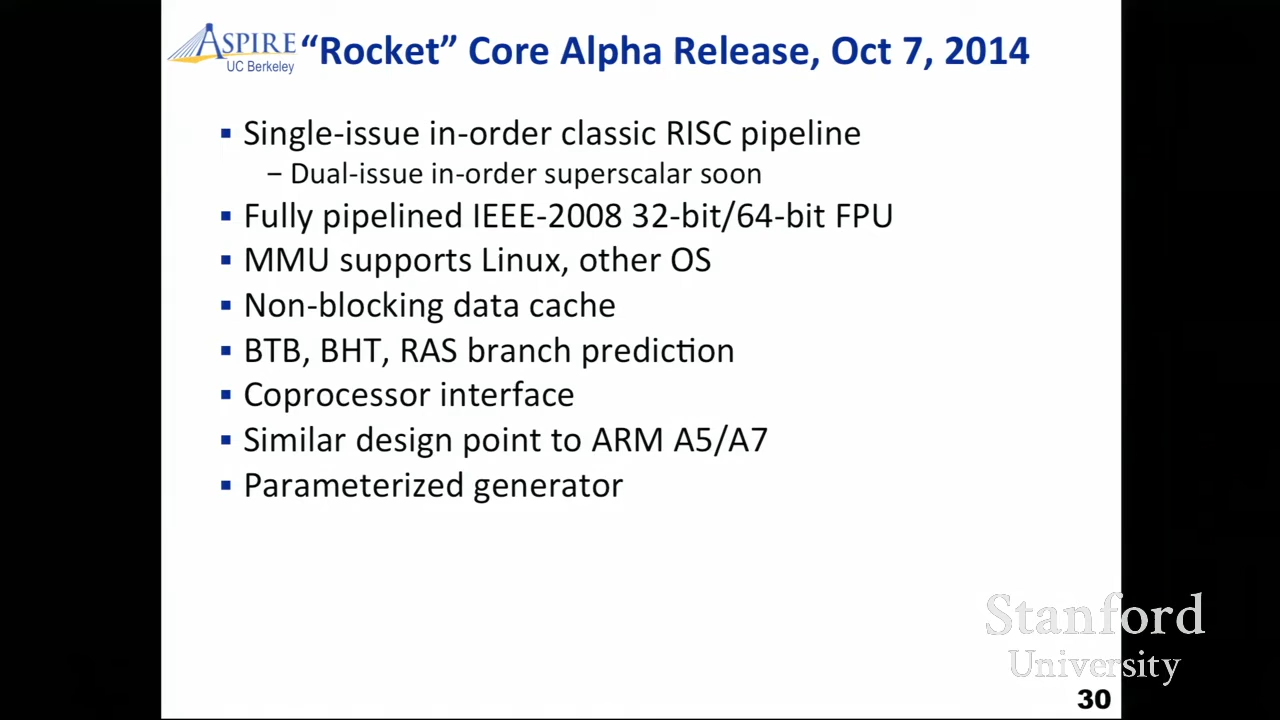 ASPIRE
UC Berkeley
“Rocket” Core Alpha Release, Oct 7, 2014
▪ Single-issue in-order classic RISC pipeline
– Dual-issue in-order superscalar soon
▪ Fully pipelined IEEE-2008 32-bit/64-bit FPU
▪ MMU supports Linux, other OS
▪ Non-blocking data cache
▪ BTB, BHT, RAS branch prediction
▪ Coprocessor interface
▪ Similar design point to ARM A5/A7
▪ Parameterized generator
Stanford
University
30